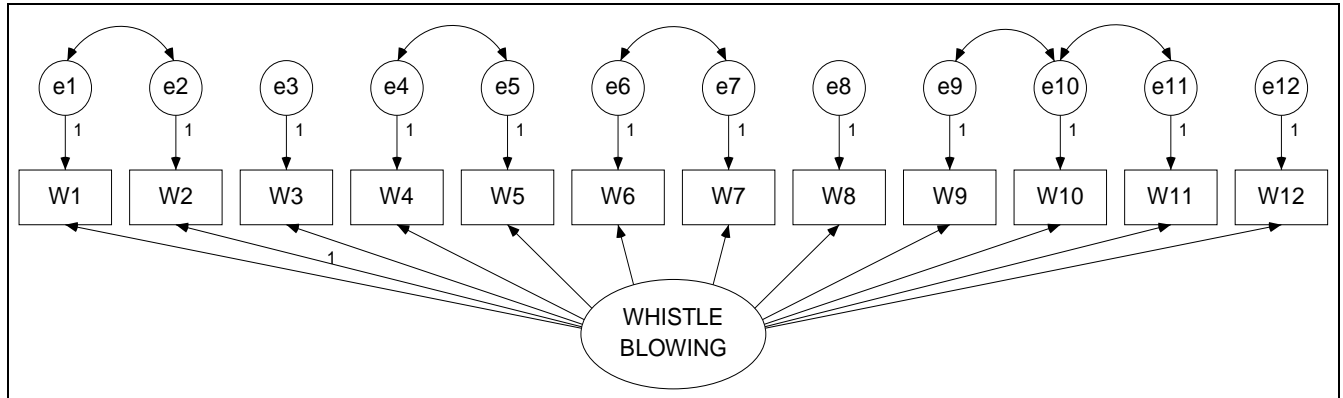 e1 e2 e3 e4 e5 e6 e7 e8 e9 e10 e11 e12
1 1 1 1 1 1 1 1 1 1 1 1
W1 W2 W3 W4 W5 W6 W7 W8 W9 W10 W11 W12
1
WHISTLE
BLOWING